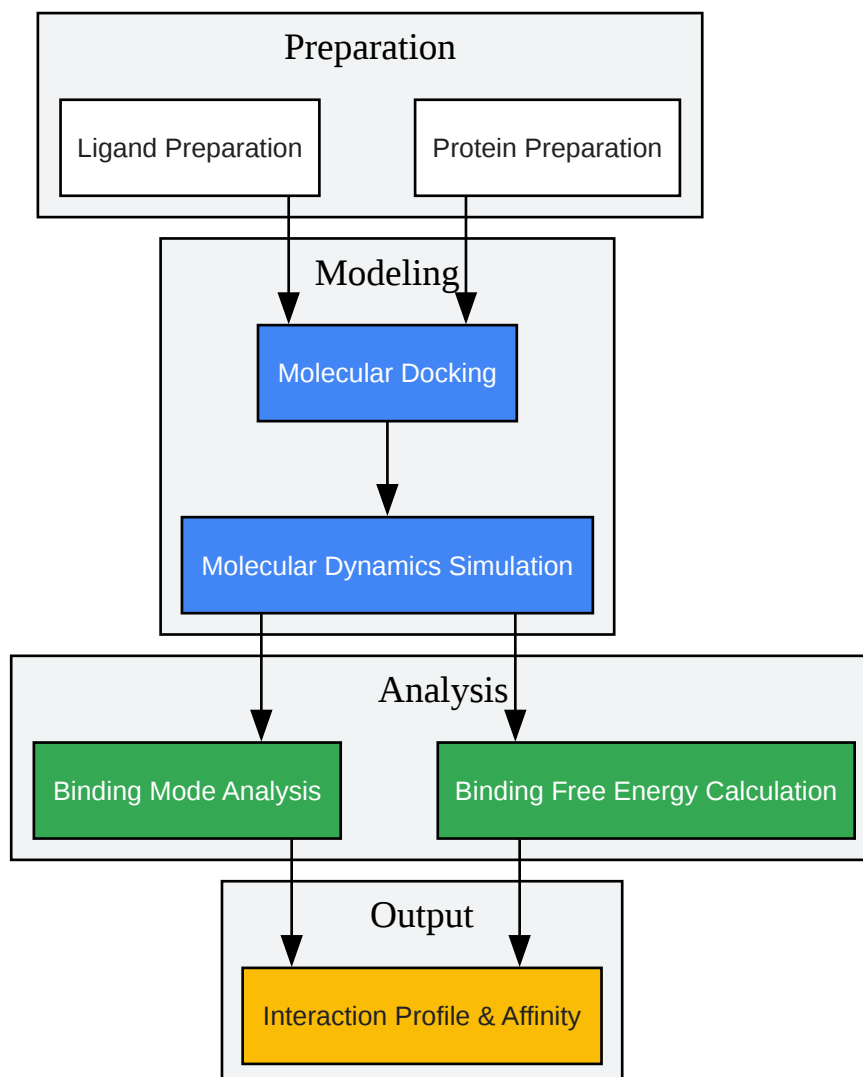 Preparation
Ligand Preparation
Protein Preparation
Modeling
Molecular Docking
Molecular Dynamics Simulation
Analysis
Binding Mode Analysis
Binding Free Energy Calculation
Output
Interaction Profile & Affinity